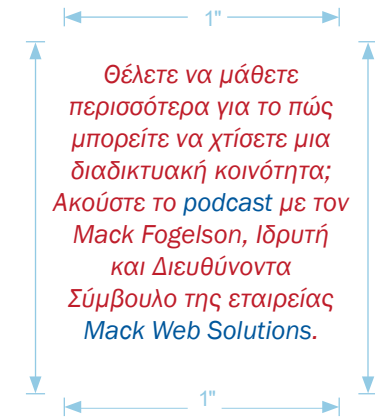 1"
Θέλετε να μάθετε
περισσότερα για το πώς
μπορείτε να χτίσετε μια
διαδικτυακή κοινότητα;
Ακούστε το podcast με τον
Mack Fogelson, Ιδρυτή
και Διευθύνοντα
Σύμβουλο της εταιρείας
Mack Web Solutions.
1"